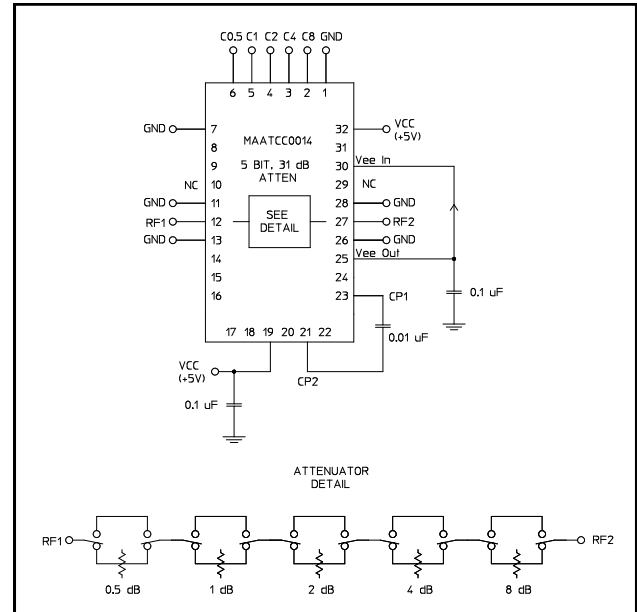 C0.5 C1 C2 C4 C8 GND
6 5 4 3 2 1
GND 7
8
9
NC 10
GND 11
RF1 12
GND 13
14
15
16
MAATCC0014
5 BIT, 31 dB
ATTEN
SEE
DETAIL
32 VCC
(+5V)
31
30 Vee In
29 NC
28 GND
27 RF2
26 GND
25 Vee Out
24
23 CP1
17 18 19 20 21 22
0.1 uF
0.01 uF
CP2
VCC
(+5V)
0.1 uF
ATTENUATOR
DETAIL
RF1 RF2
0.5 dB 1 dB 2 dB 4 dB 8 dB